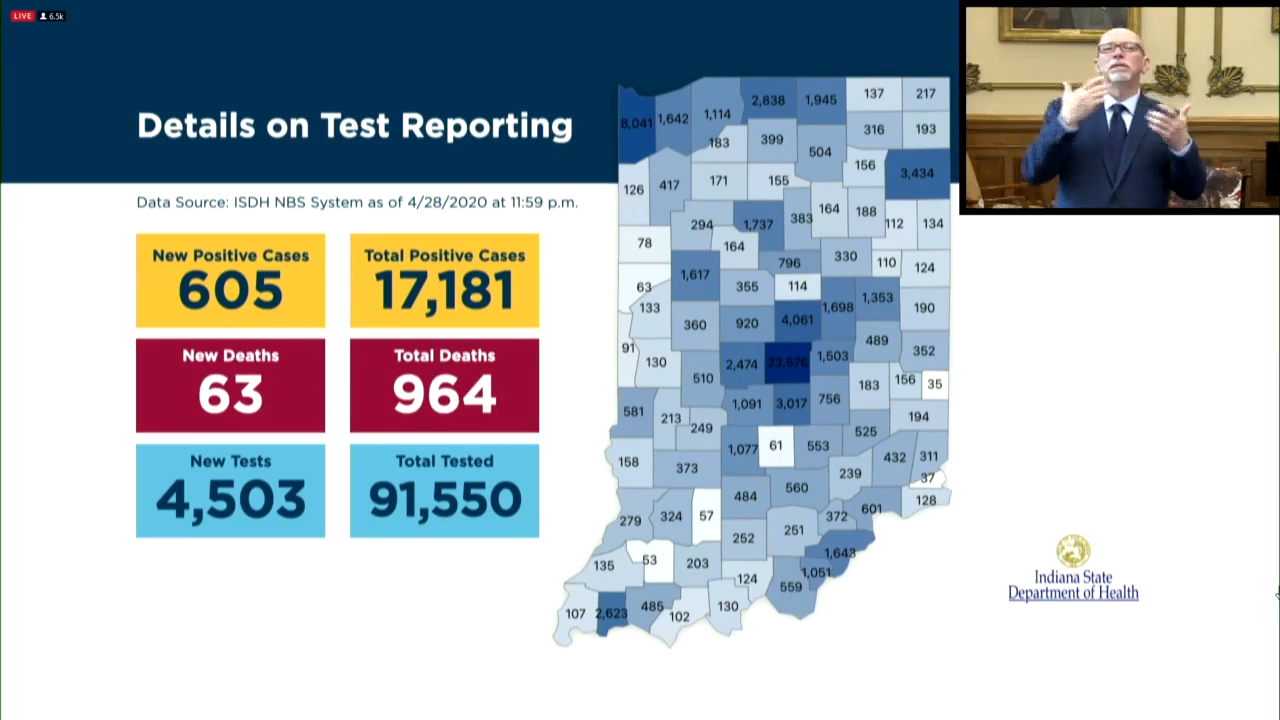 LIVE 6.5k
Details on Test Reporting
Data Source: ISDH NBS System as of 4/28/2020 at 11:59 p.m.
New Positive Cases
605
Total Positive Cases
17,181
New Deaths
63
Total Deaths
964
New Tests
4,503
Total Tested
91,550
8,041 1,642 1,114 2,838 1,945 137 217
183 399 316 193
504
126 417 171 155 156 3,434
294 1,737 383 164 188 112 134
78 164
63 1,617 796 330 110 124
355 114
133 360 920 4,061 1,698 1,353 190
91 130 2,474 23,576 1,503 489 352
510 183 156 35
581 213 249 1,091 3,017 756 194
158 373 1,077 61 553 525 432 311
239 37
279 324 57 484 560 372 601 128
252 251
135 53 203 1,643
124 559 1,051
107 2,623 485 102 130
Indiana State
Department of Health